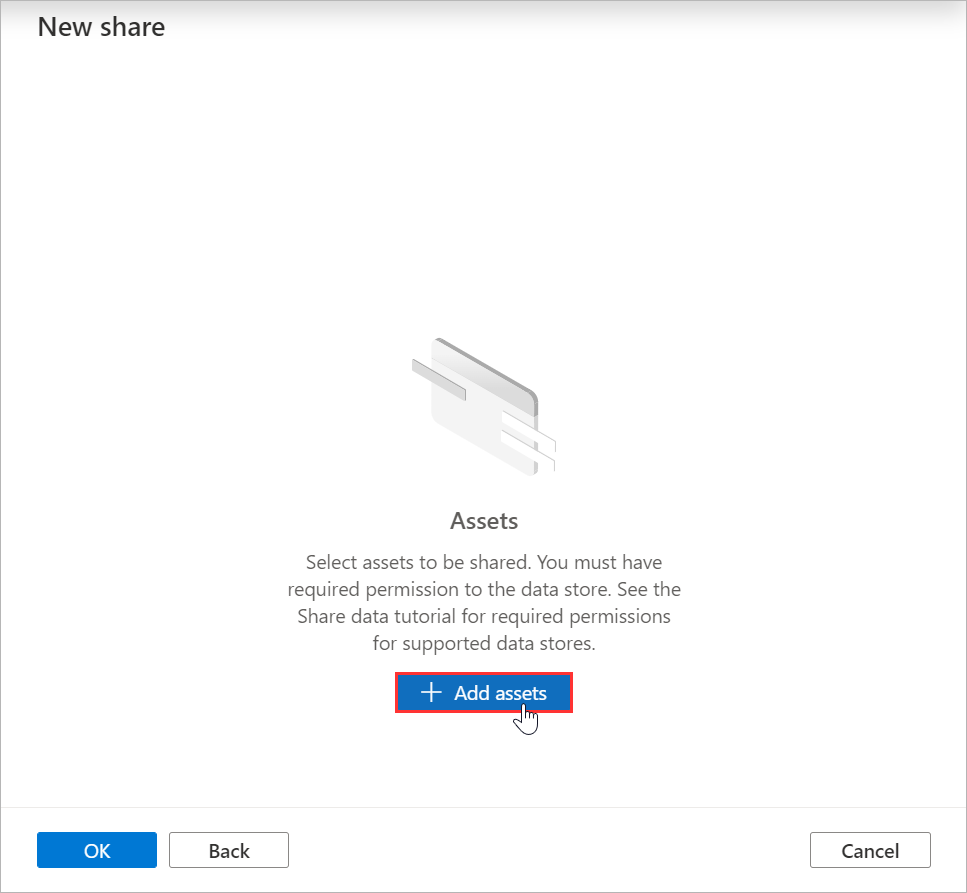 New share
Assets
Select assets to be shared. You must have
required permission to the data store. See the
Share data tutorial for required permissions
for supported data stores.
Add assets
OK
Back
Cancel